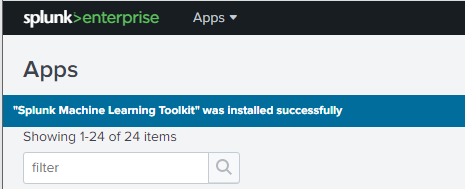 splunk>enterprise Apps
Apps
"Splunk Machine Learning Toolkit" was installed successfully
Showing 1-24 of 24 items
filter